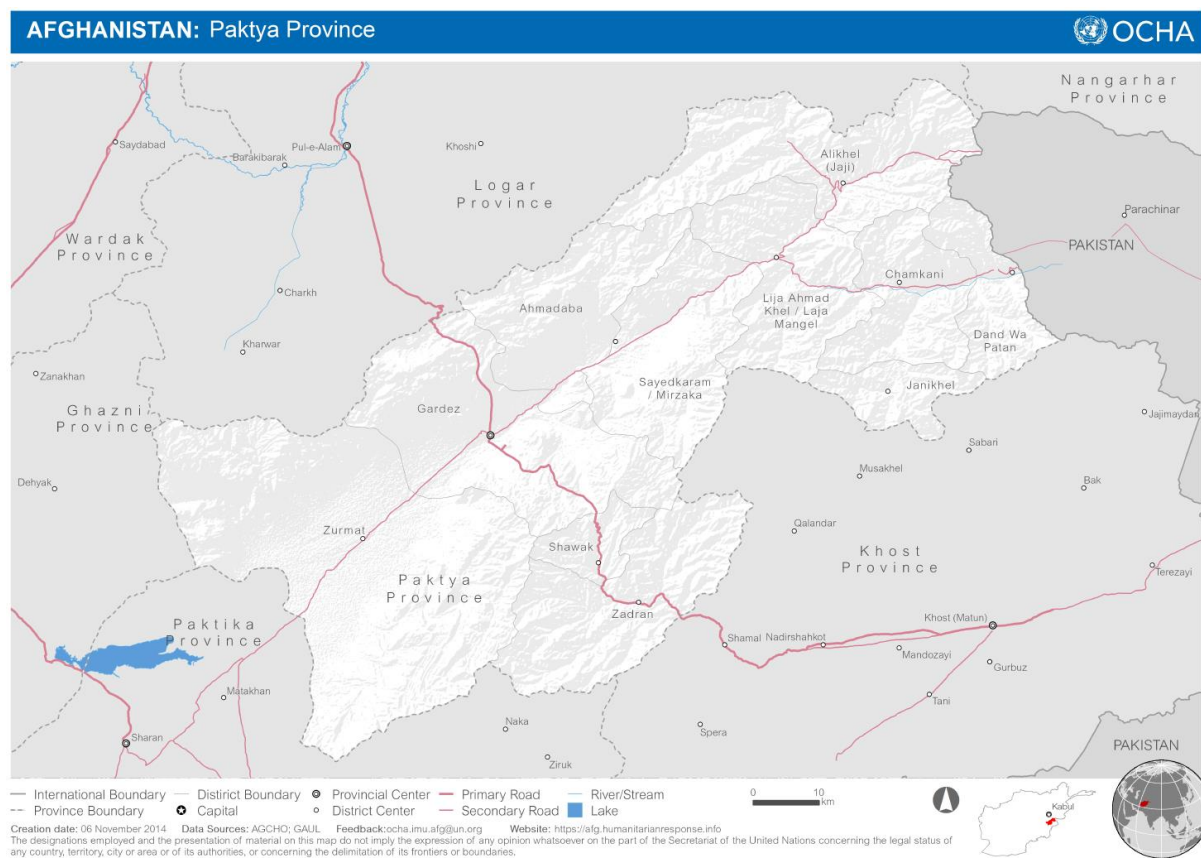 AFGHANISTAN: Paktya Province
OCHA
Nangarhar
Province
Saydabad
Barakibarak
Pul-e-Alam
Khoshi
Alikhel
(Jaji)
Logar
Province
Parachinar
Wardak
Province
PAKISTAN
Chamkani
Charkh
Ahmadaba
Lija Ahmad
Khel / Laja
Mangel
Dand Wa
Patan
Kharwar
Zanakhan
Sayedkaram
/ Mirzaka
Janikhel
Gardez
Ghazni
Province
Jajimaydan
Sabari
Dehyak
Musakhel
Bak
Zurmat
Qalandar
Shawak
Khost
Province
Terezayi
Paktya
Province
Zadran
Paktika
Province
Khost (Matun)
Shamal
Nadirshahkot
Mandozayi
Gurbuz
Matakhan
Tani
Naka
Spera
Sharan
Ziruk
PAKISTAN
International Boundary
District Boundary
Provincial Center
Primary Road
River/Stream
Province Boundary
Capital
District Center
Secondary Road
Lake
0 10
km
Kabul
Creation date: 06 November 2014 Data Sources: AGCHO; GAUL Feedback:ocha.imu.afg@un.org Website: https://afg.humanitarianresponse.info
The designations employed and the presentation of material on this map do not imply the expression of any opinion whatsoever on the part of the Secretariat of the United Nations concerning the legal status of
any country, territory, city or area or of its authorities, or concerning the delimitation of its frontiers or boundaries.